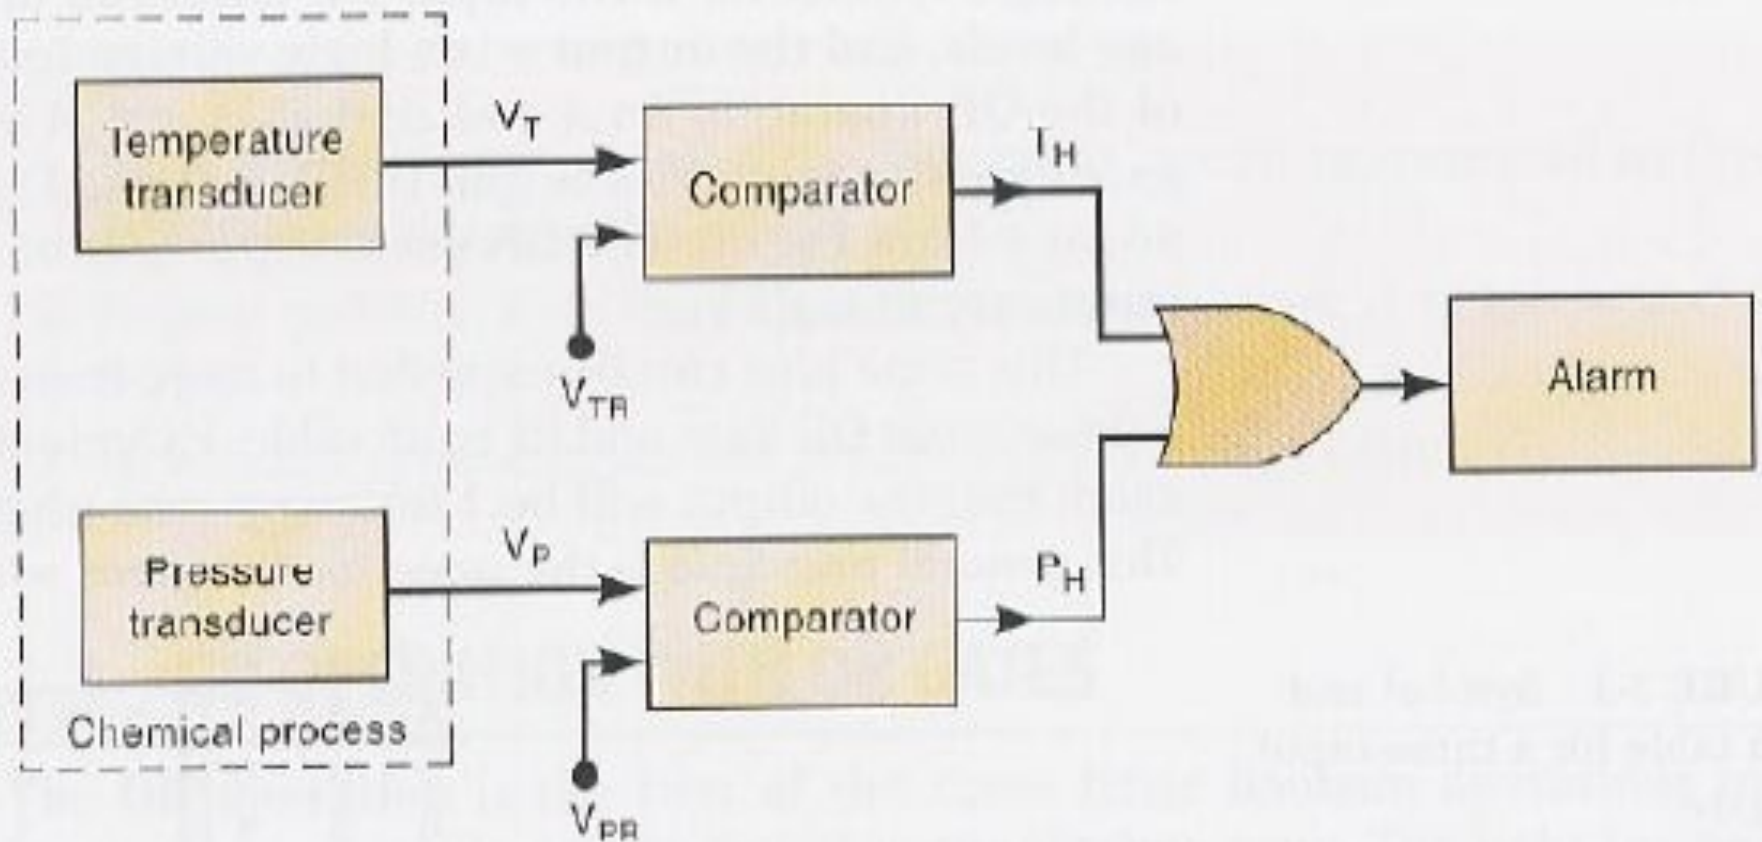 Temperature
transducer
V_T
Comparator
T_H
V_TR
Alarm
Pressure
transducer
V_P
Comparator
P_H
V_PR
Chemical process